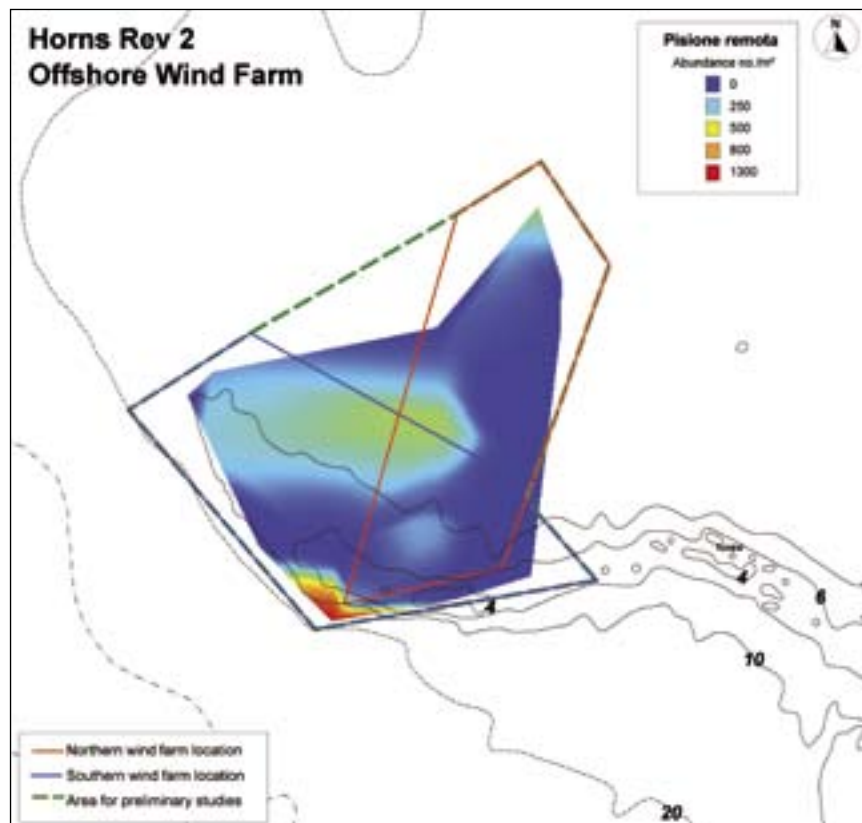 Horns Rev 2
Offshore Wind Farm
Pisione remota
Abundance no./m²
0
250
500
800
1300
N
4
4
6
10
20
Northern wind farm location
Southern wind farm location
Area for preliminary studies